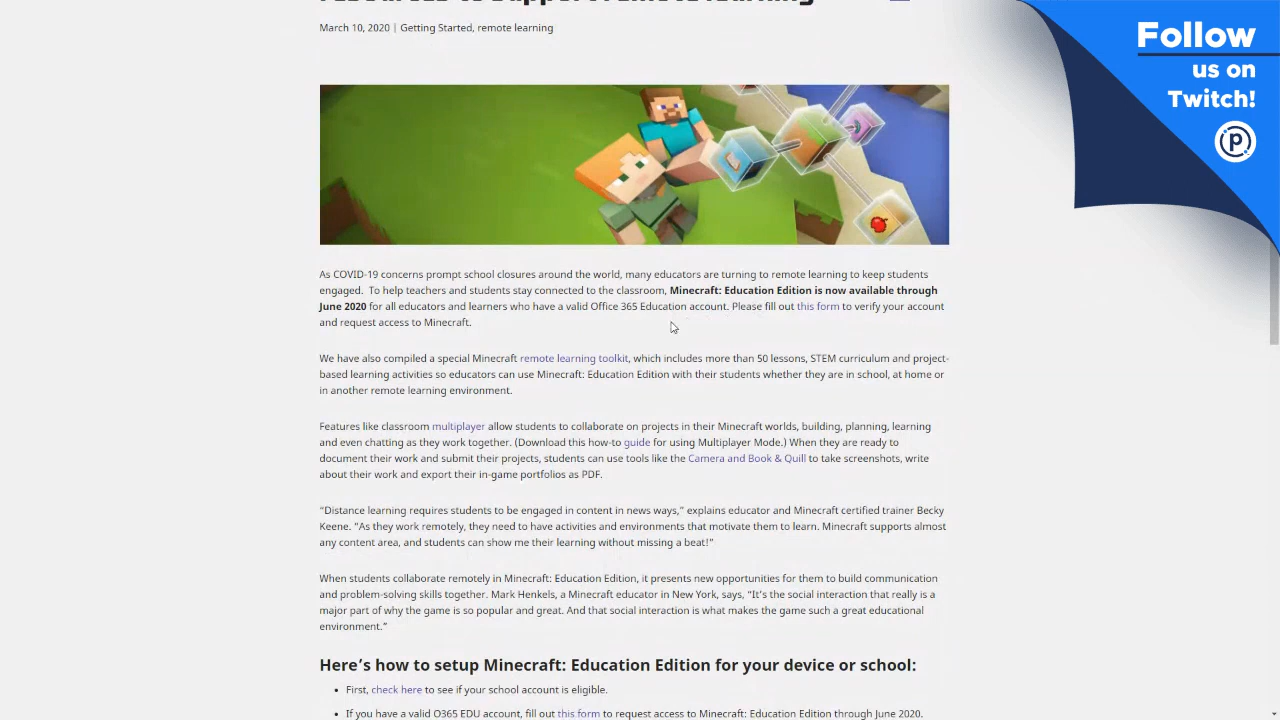 resources to support remote learning
March 10, 2020 | Getting Started, remote learning
Follow
us on
Twitch!
p
As COVID-19 concerns prompt school closures around the world, many educators are turning to remote learning to keep students
engaged. To help teachers and students stay connected to the classroom, Minecraft: Education Edition is now available through
June 2020 for all educators and learners who have a valid Office 365 Education account. Please fill out this form to verify your account
and request access to Minecraft.
We have also compiled a special Minecraft remote learning toolkit, which includes more than 50 lessons, STEM curriculum and project-
based learning activities so educators can use Minecraft: Education Edition with their students whether they are in school, at home or
in another remote learning environment.
Features like classroom multiplayer allow students to collaborate on projects in their Minecraft worlds, building, planning, learning
and even chatting as they work together. (Download this how-to guide for using Multiplayer Mode.) When they are ready to
document their work and submit their projects, students can use tools like the Camera and Book & Quill to take screenshots, write
about their work and export their in-game portfolios as PDF.
“Distance learning requires students to be engaged in content in news ways,” explains educator and Minecraft certified trainer Becky
Keene. “As they work remotely, they need to have activities and environments that motivate them to learn. Minecraft supports almost
any content area, and students can show me their learning without missing a beat!”
When students collaborate remotely in Minecraft: Education Edition, it presents new opportunities for them to build communication
and problem-solving skills together. Mark Henkels, a Minecraft educator in New York, says, “It’s the social interaction that really is a
major part of why the game is so popular and great. And that social interaction is what makes the game such a great educational
environment.”
Here’s how to setup Minecraft: Education Edition for your device or school:
• First, check here to see if your school account is eligible.
• If you have a valid O365 EDU account, fill out this form to request access to Minecraft: Education Edition through June 2020.